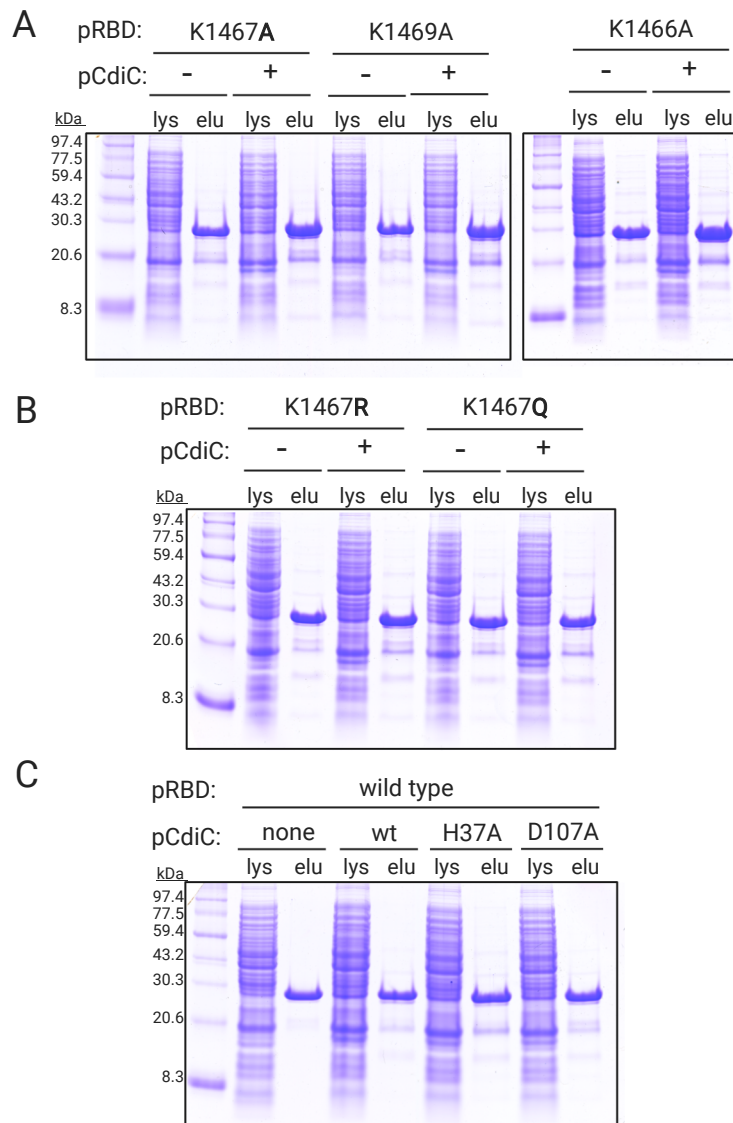 A
pRBD: K1467A K1469A K1466A
pCdiC: - + - + - +
kDa lys elu lys elu lys elu lys elu lys elu lys elu
97.4
77.5
59.4
43.2
30.3
20.6
8.3
B
pRBD: K1467R K1467Q
pCdiC: - + - +
kDa lys elu lys elu lys elu lys elu
97.4
77.5
59.4
43.2
30.3
20.6
8.3
C
pRBD: wild type
pCdiC: none wt H37A D107A
kDa lys elu lys elu lys elu lys elu
97.4
77.5
59.4
43.2
30.3
20.6
8.3